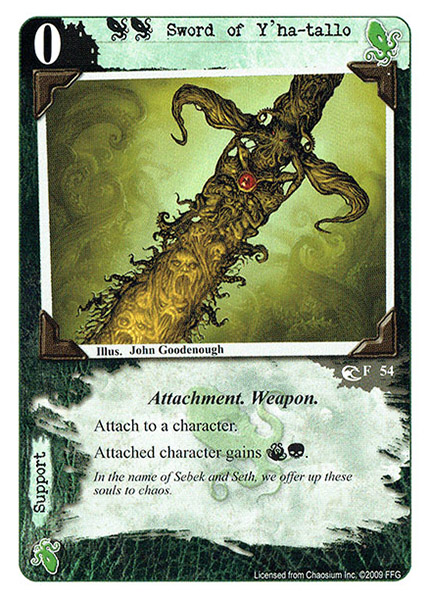 0
Sword of Y'ha-tallo
Illus. John Goodenough
F 54
Attachment. Weapon.
Attach to a character.
Attached character gains .
In the name of Sebek and Seth, we offer up these
souls to chaos.
Support
Licensed from Chaosium Inc. ©2009 FFG